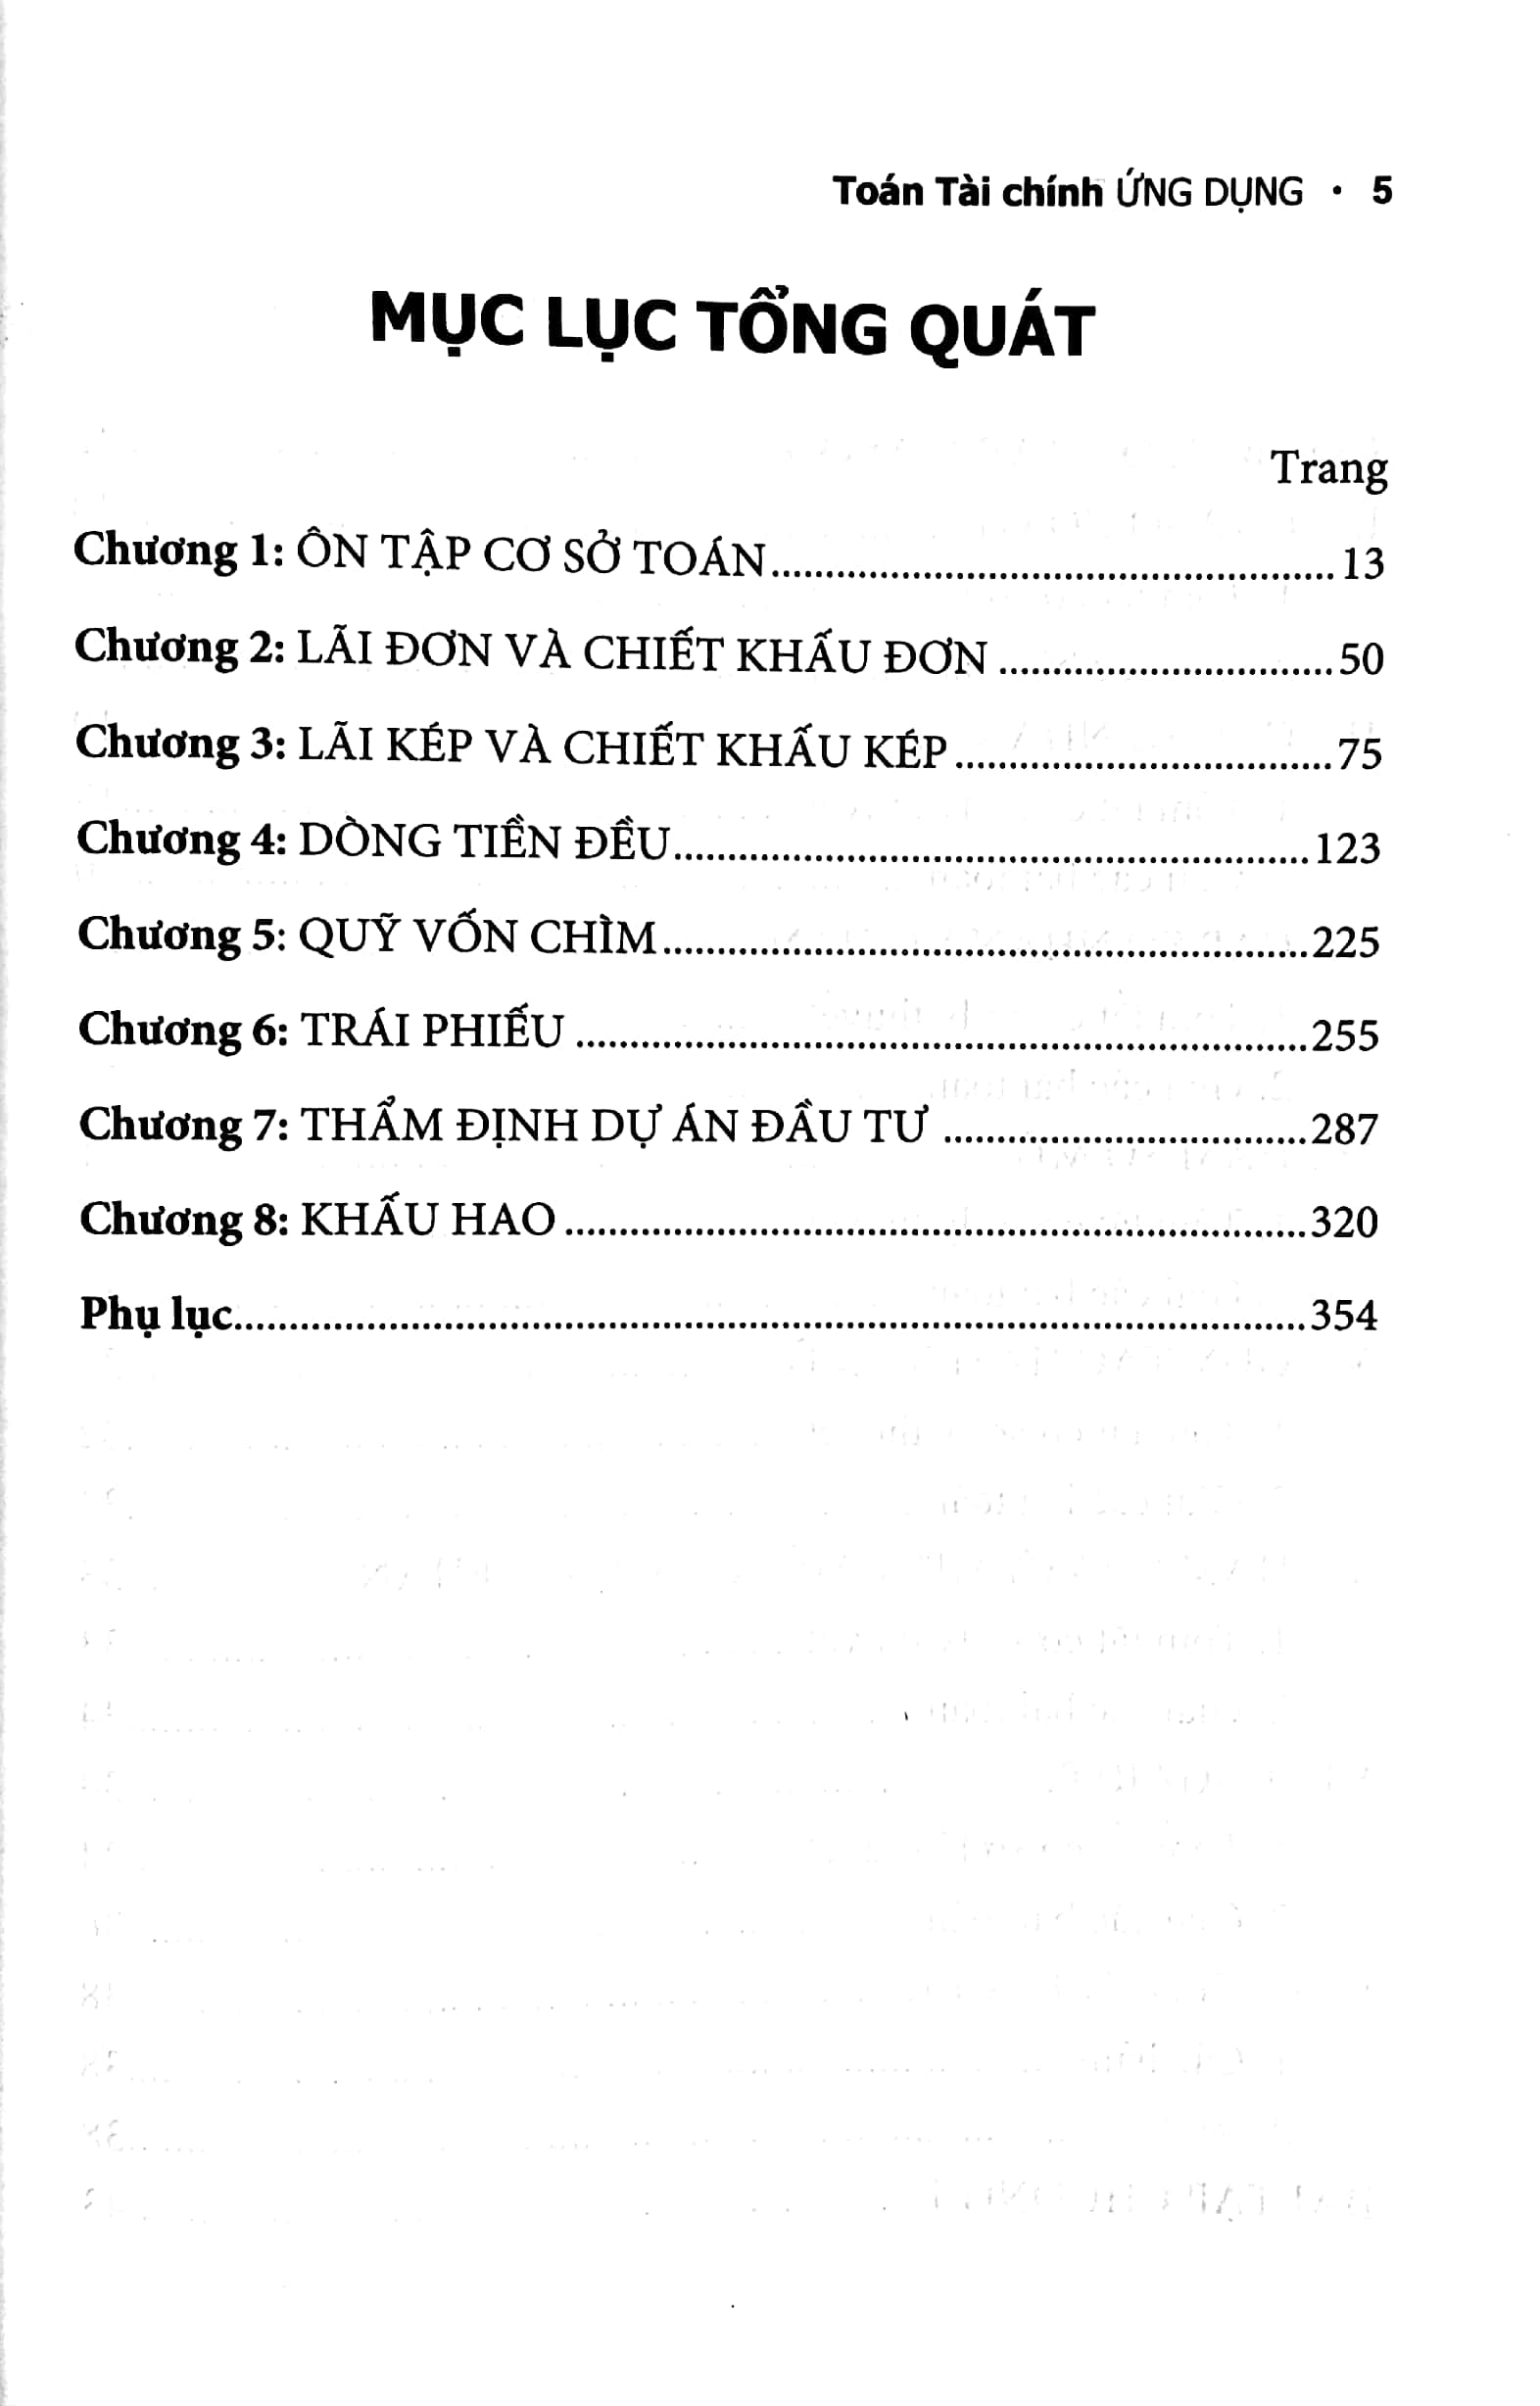 Toán Tài chính ỨNG DỤNG • 5
MỤC LỤC TỔNG QUÁT
Trang
Chương 1: ÔN TẬP CƠ SỞ TOÁN 13
Chương 2: LÃI ĐƠN VÀ CHIẾT KHẤU ĐƠN 50
Chương 3: LÃI KÉP VÀ CHIẾT KHẤU KÉP 75
Chương 4: DÒNG TIỀN ĐỀU 123
Chương 5: QUỸ VỐN CHÌM 225
Chương 6: TRÁI PHIẾU 255
Chương 7: THẨM ĐỊNH DỰ ÁN ĐẦU TƯ 287
Chương 8: KHẤU HAO 320
Phụ lục 354